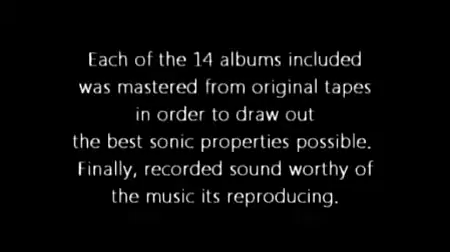 Each of the 14 albums included
was mastered from original tapes
in order to draw out
the best sonic properties possible.
Finally, recorded sound worthy of
the music its reproducing.